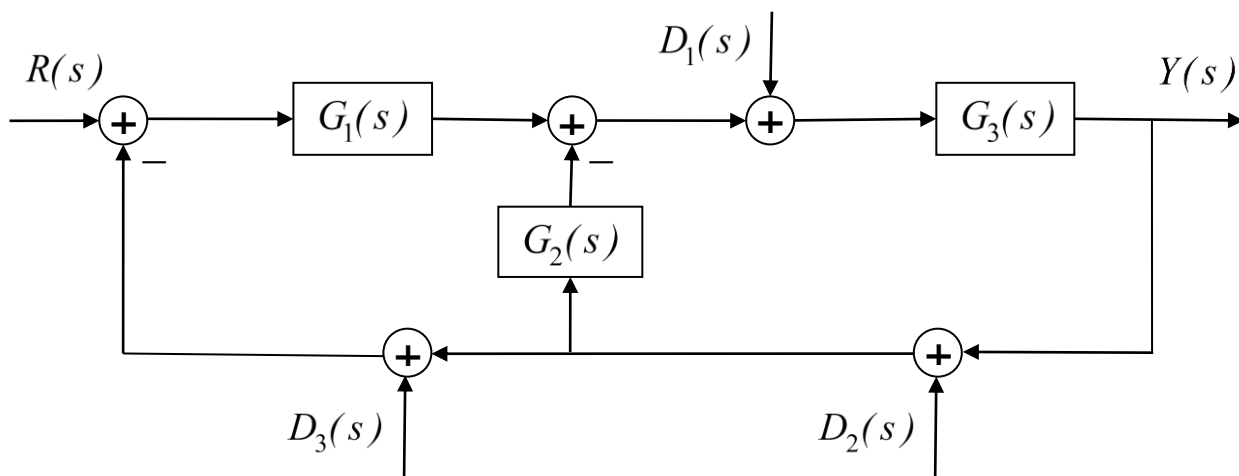 D₁(s)
R(s)
Y(s)
+
G₁(s)
+
+
G₃(s)
−
−
G₂(s)
+
+
D₃(s)
D₂(s)